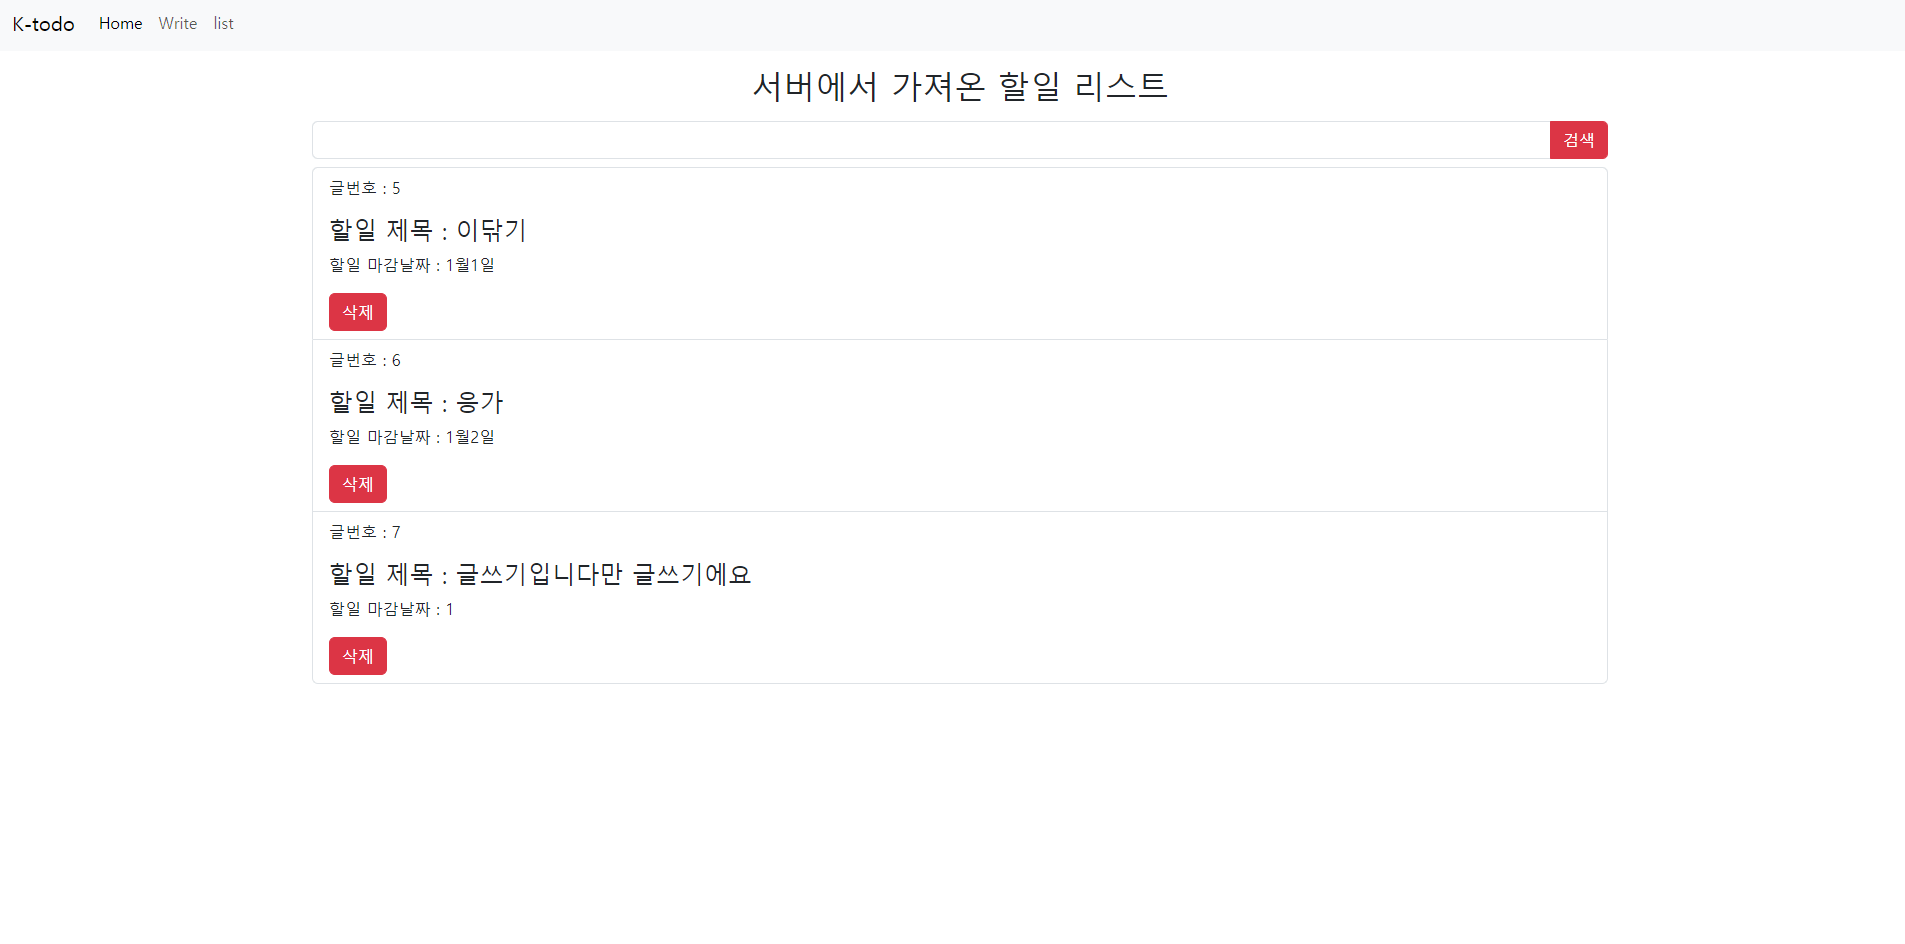 K-todo Home Write list
서버에서 가져온 할일 리스트
검색
글번호 : 5
할일 제목 : 이닦기
할일 마감날짜 : 1월1일
삭제
글번호 : 6
할일 제목 : 응가
할일 마감날짜 : 1월2일
삭제
글번호 : 7
할일 제목 : 글쓰기입니다만 글쓰기에요
할일 마감날짜 : 1
삭제